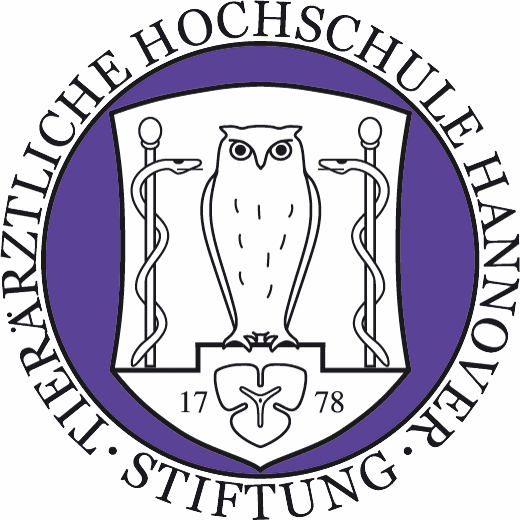 TIERÄRZTLICHE HOCHSCHULE HANNOVER
· STIFTUNG ·
17 78